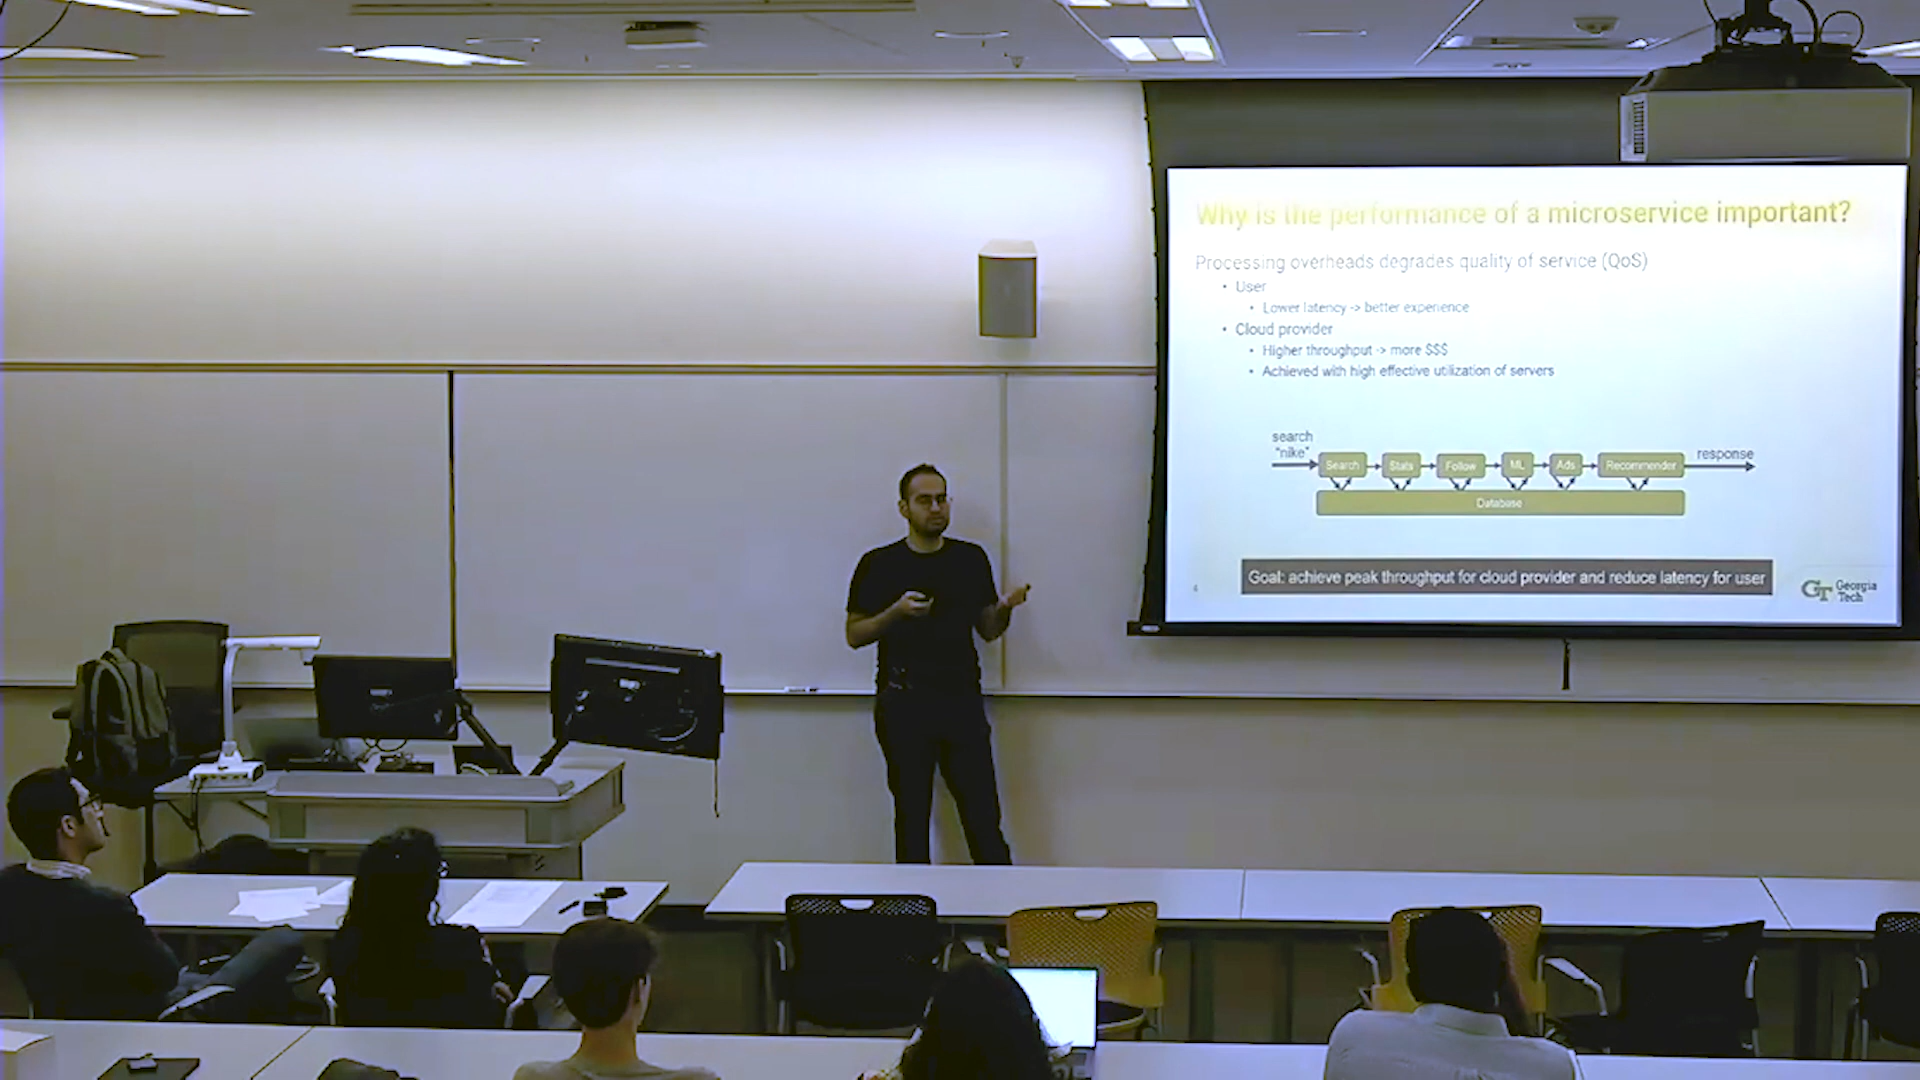 Why is the performance of a microservice important?
Processing overheads degrades quality of service (QoS)
• User
• Lower latency -> better experience
• Cloud provider
• Higher throughput -> more $$$
• Achieved with high effective utilization of servers
search
"nike"
Search
Stats
Follow
ML
Ads
Recommender
response
Database
Goal: achieve peak throughput for cloud provider and reduce latency for user
4
GT Georgia
Tech